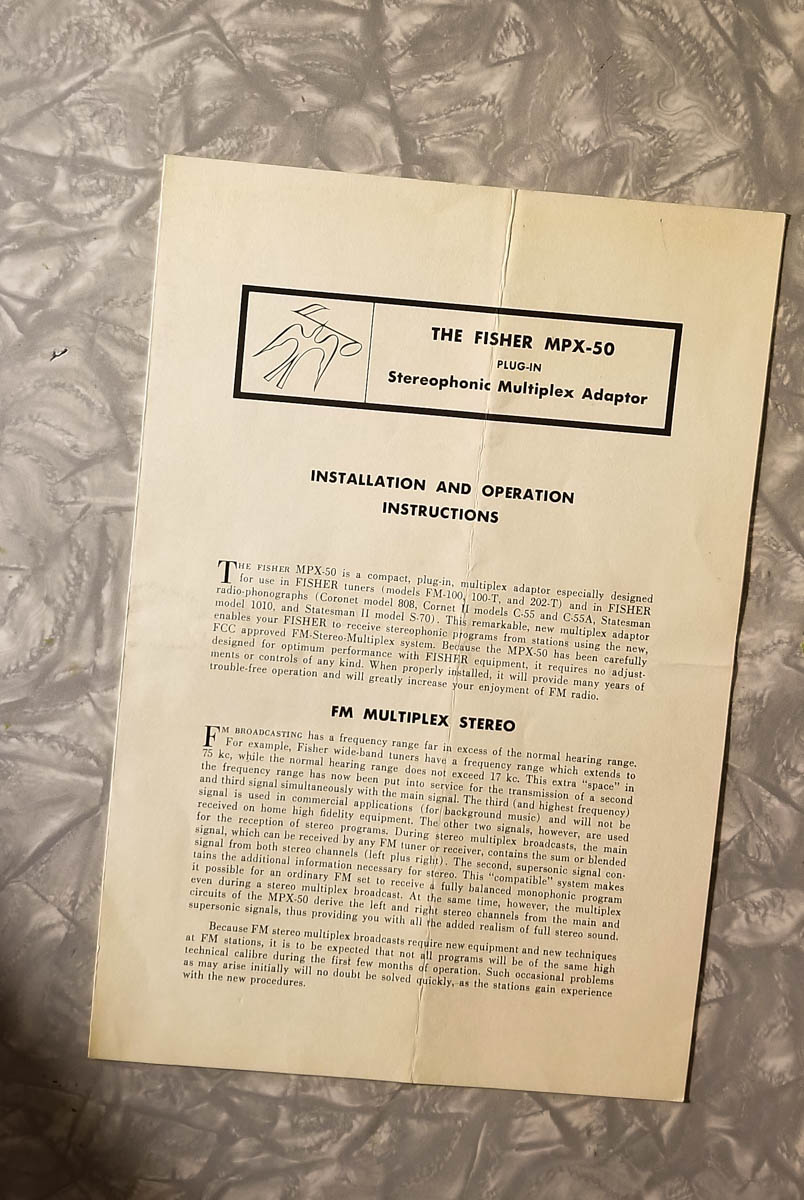 THE FISHER MPX-50
PLUG-IN
Stereophonic Multiplex Adaptor
INSTALLATION AND OPERATION
INSTRUCTIONS
THE FISHER MPX-50 is a compact, plug-in, multiplex adaptor especially designed
for use in FISHER tuners (models FM-100, 100-T, and 202-T) and in FISHER
radio-phonographs (Coronet model 808, Cornet II models C-55 and C-55A, Statesman
model 1010, and Statesman II model S-70). This remarkable, new multiplex adaptor
enables your FISHER to receive stereophonic programs from stations using the new,
FCC approved FM-Stereo-Multiplex system. Because the MPX-50 has been carefully
designed for optimum performance with FISHER equipment, it requires no adjust-
ments or controls of any kind. When properly installed, it will provide many years of
trouble-free operation and will greatly increase your enjoyment of FM radio.
FM MULTIPLEX STEREO
FM BROADCASTING has a frequency range far in excess of the normal hearing range.
For example, Fisher wide-band tuners have a frequency range which extends to
75 kc, while the normal hearing range does not exceed 17 kc. This extra "space" in
the frequency range has now been put into service for the transmission of a second
and third signal simultaneously with the main signal. The third (and highest frequency)
signal is used in commercial applications (for background music) and will not be
received on home high fidelity equipment. The other two signals, however, are used
for the reception of stereo programs. During stereo multiplex broadcasts, the main
signal, which can be received by any FM tuner or receiver, contains the sum or blended
signal from both stereo channels (left plus right). The second, supersonic signal con-
tains the additional information necessary for stereo. This "compatible" system makes
it possible for an ordinary FM set to receive a fully balanced monophonic program
even during a stereo multiplex broadcast. At the same time, however, the multiplex
circuits of the MPX-50 derive the left and right stereo channels from the main and
supersonic signals, thus providing you with all the added realism of full stereo sound.
Because FM stereo multiplex broadcasts require new equipment and new techniques
at FM stations, it is to be expected that not all programs will be of the same high
technical calibre during the first few months of operation. Such occasional problems
as may arise initially will no doubt be solved quickly, as the stations gain experience
with the new procedures.